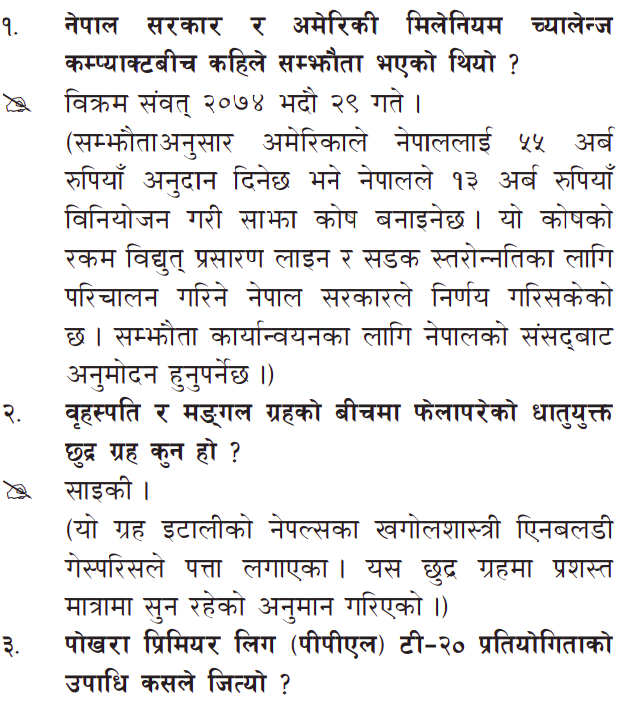 १. नेपाल सरकार र अमेरिकी मिलेनियम च्यालेन्ज
कम्प्याक्टबीच कहिले सम्झौता भएको थियो ?
विक्रम संवत् २०७४ भदौ २९ गते ।
(सम्झौताअनुसार अमेरिकाले नेपाललाई ५५ अर्ब
रुपियाँ अनुदान दिनेछ भने नेपालले १३ अर्ब रुपियाँ
विनियोजन गरी साझा कोष बनाइनेछ । यो कोषको
रकम विद्युत् प्रसारण लाइन र सडक स्तरोन्नतिका लागि
परिचालन गरिने नेपाल सरकारले निर्णय गरिसकेको
छ । सम्झौता कार्यान्वयनका लागि नेपालको संसद्बाट
अनुमोदन हुनुपर्नेछ ।)
२. वृहस्पति र मङ्गल ग्रहको बीचमा फेलापरेको धातुयुक्त
छुद्र ग्रह कुन हो ?
साइकी ।
(यो ग्रह इटालीको नेपल्सका खगोलशास्त्री एिनबलडी
गेस्परिसले पत्ता लगाएका । यस छुद्र ग्रहमा प्रशस्त
मात्रामा सुन रहेको अनुमान गरिएको ।)
३. पोखरा प्रिमियर लिग (पीपीएल) टी-२० प्रतियोगिताको
उपाधि कसले जित्यो ?